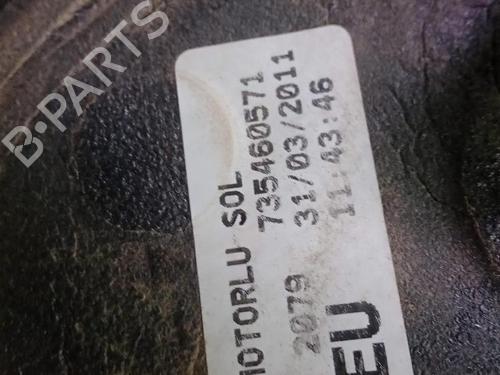 MOTORLU SOL
735460571
2079 31/03/2011
11:43:46
EU
B-PARTS